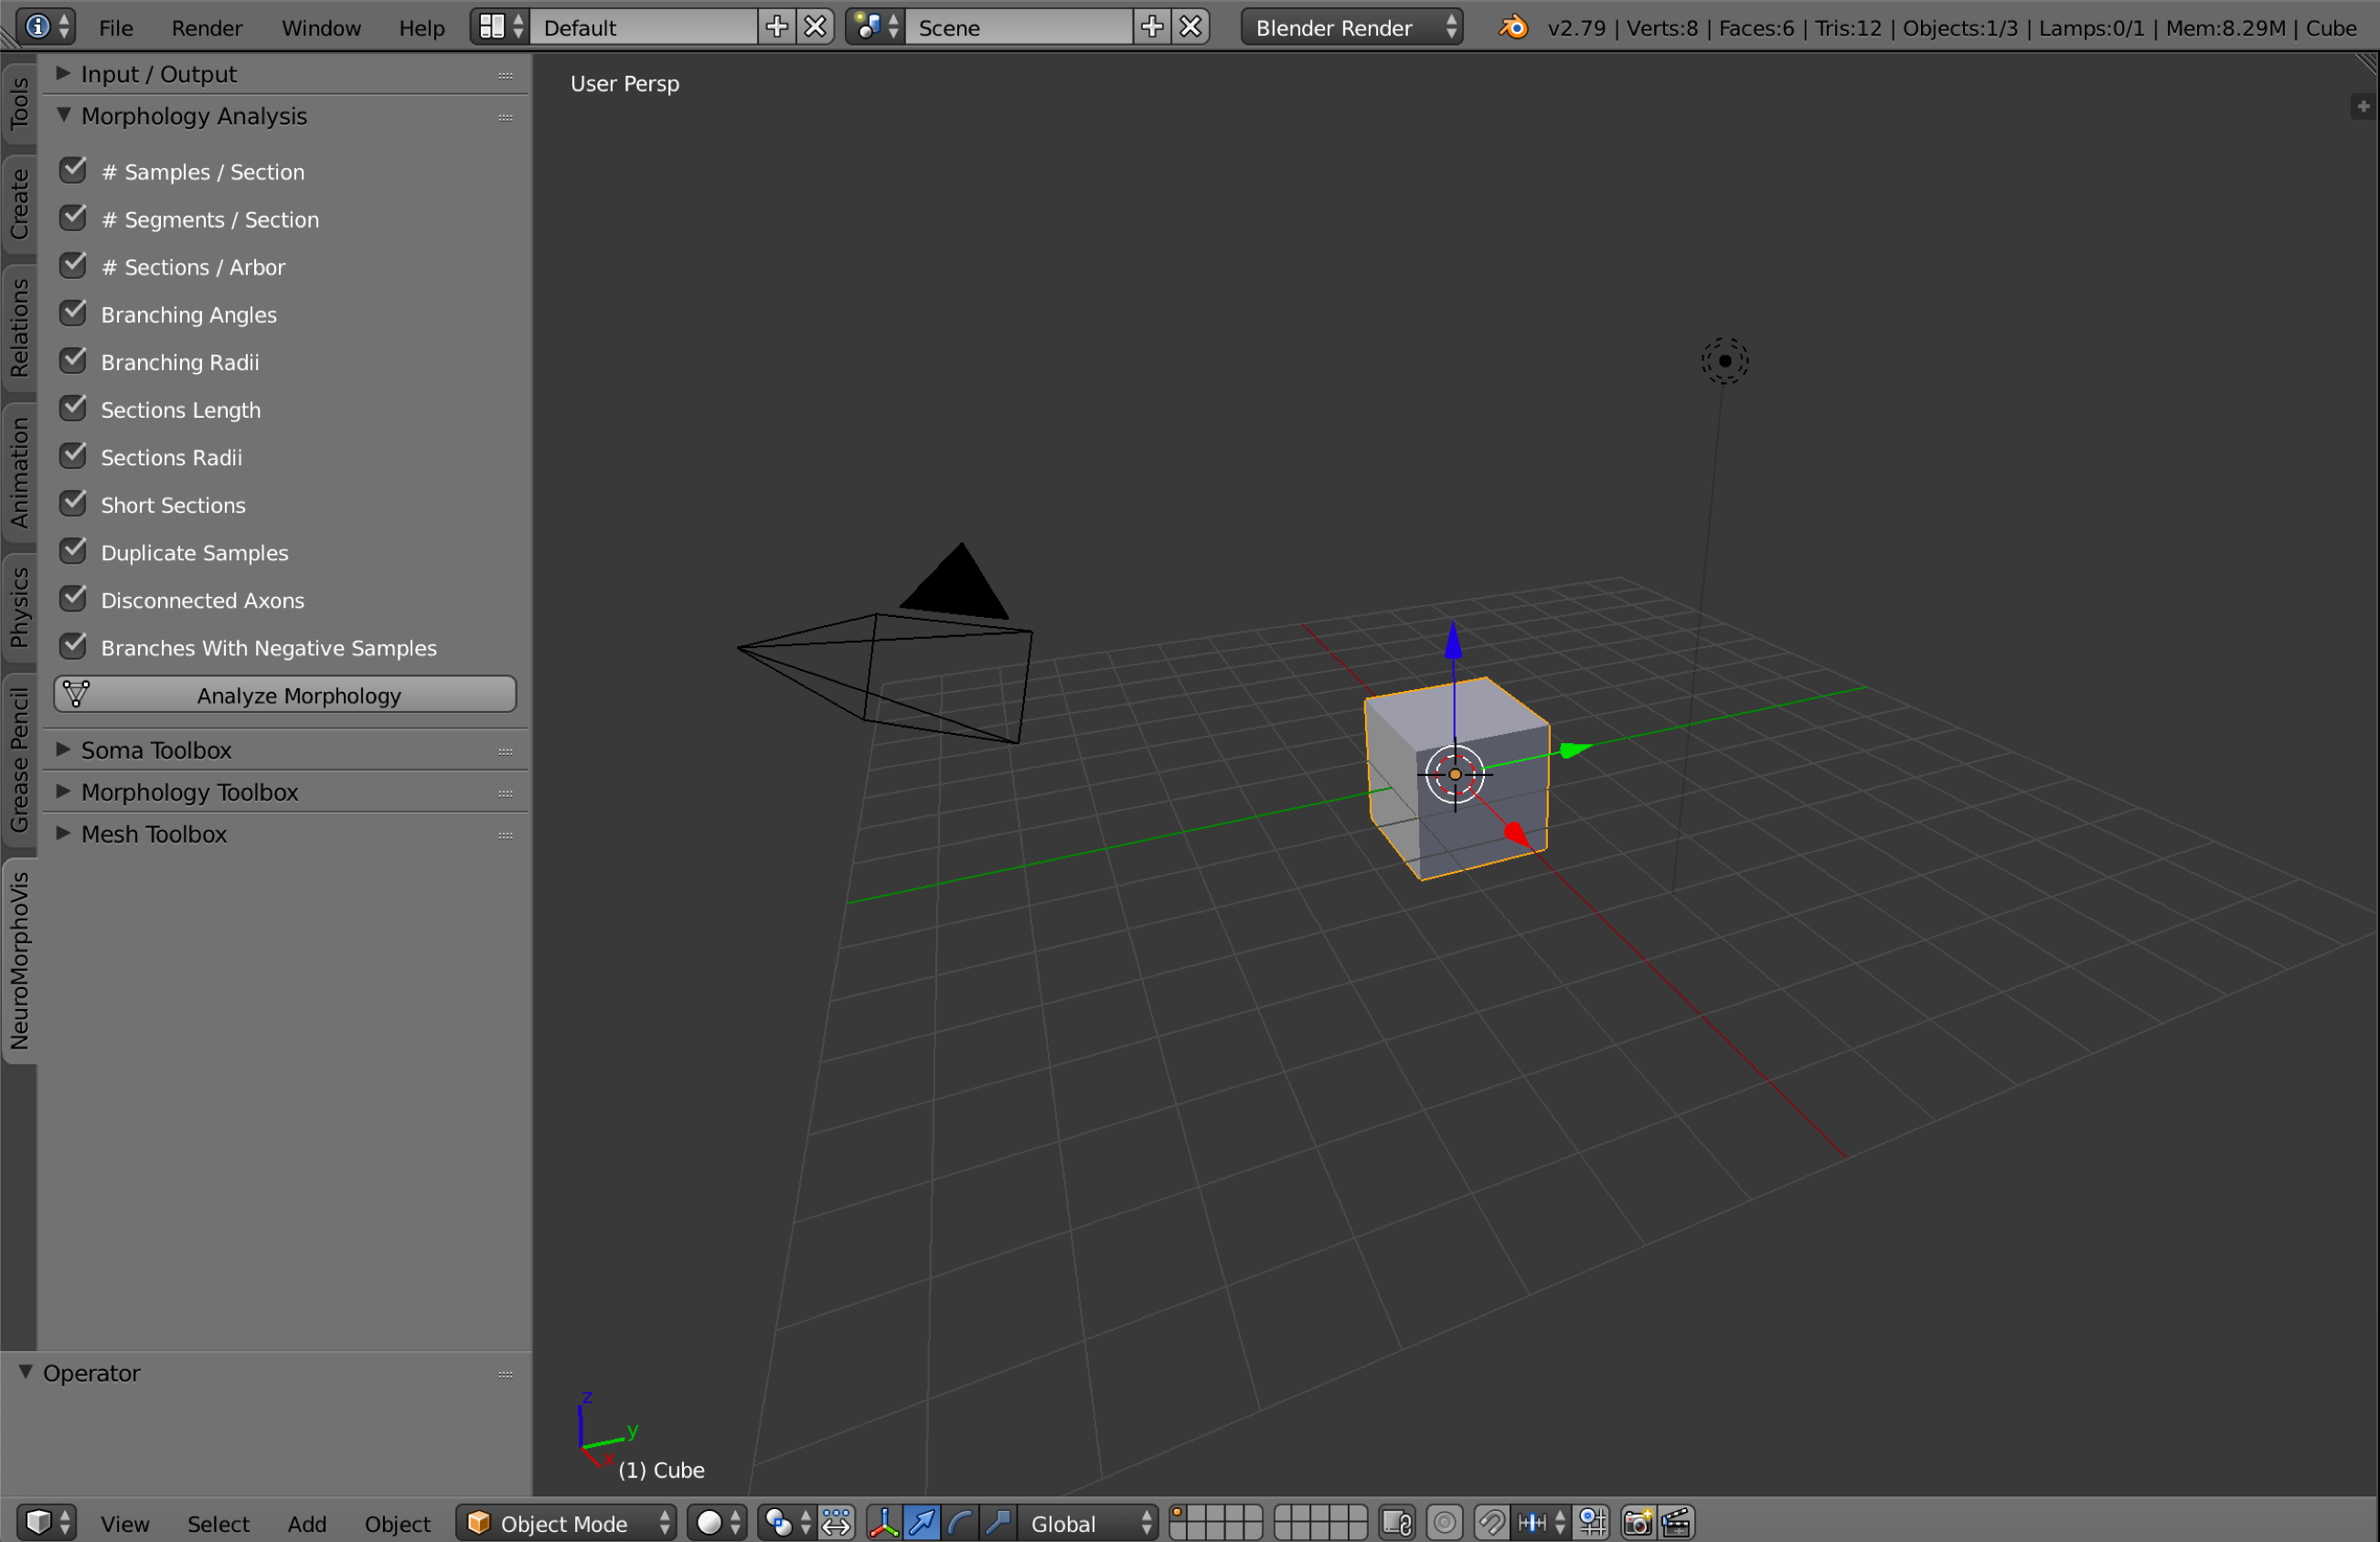 File Render Window Help Default Scene Blender Render v2.79 | Verts:8 | Faces:6 | Tris:12 | Objects:1/3 | Lamps:0/1 | Mem:8.29M | Cube
Tools
Create
Relations
Animation
Physics
Grease Pencil
NeuroMorphoVis
Input / Output
Morphology Analysis
# Samples / Section
# Segments / Section
# Sections / Arbor
Branching Angles
Branching Radii
Sections Length
Sections Radii
Short Sections
Duplicate Samples
Disconnected Axons
Branches With Negative Samples
Analyze Morphology
Soma Toolbox
Morphology Toolbox
Mesh Toolbox
Operator
User Persp
z
y
x
(1) Cube
View Select Add Object Object Mode Global